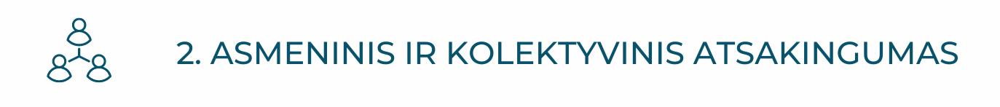 2. ASMENINIS IR KOLEKTYVINIS ATSAKINGUMAS